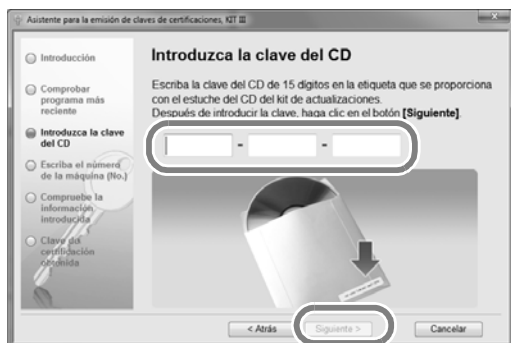 Asistente para la emisión de claves de certificaciones, KIT III
Introducción
Comprobar
programa más
reciente
Introduzca la clave
del CD
Escriba el número
de la máquina (No.)
Compruebe la
información
introducida
Clave de
certificación
obtenida
Introduzca la clave del CD
Escriba la clave del CD de 15 dígitos en la etiqueta que se proporciona
con el estuche del CD del kit de actualizaciones.
Después de introducir la clave, haga clic en el botón [Siguiente].
- -
< Atrás Siguiente > Cancelar